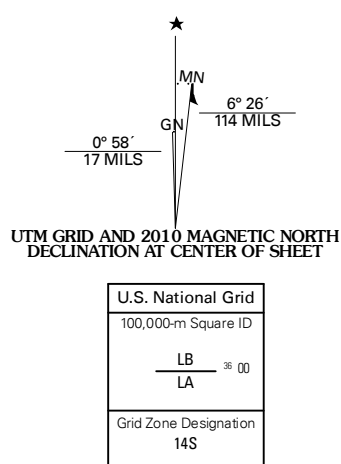 ★
MN
GN
6° 26´
114 MILS
0° 58´
17 MILS
UTM GRID AND 2010 MAGNETIC NORTH
DECLINATION AT CENTER OF SHEET
U.S. National Grid
100,000-m Square ID
LB
36 00
LA
Grid Zone Designation
14S